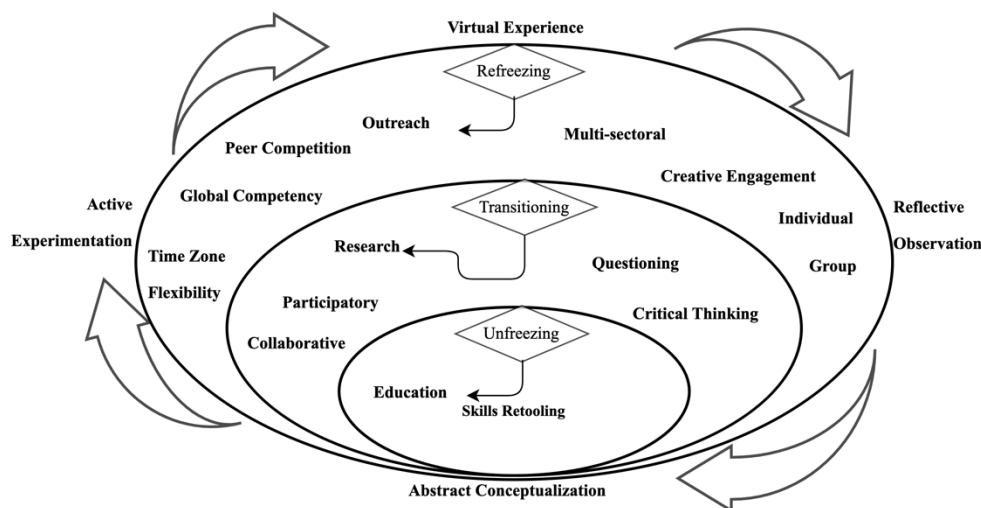 Virtual Experience
Refreezing
Outreach
Multi-sectoral
Peer Competition
Creative Engagement
Global Competency
Transitioning
Active
Experimentation
Individual
Reflective
Observation
Research
Time Zone
Flexibility
Questioning
Group
Participatory
Critical Thinking
Collaborative
Unfreezing
Education
Skills Retooling
Abstract Conceptualization